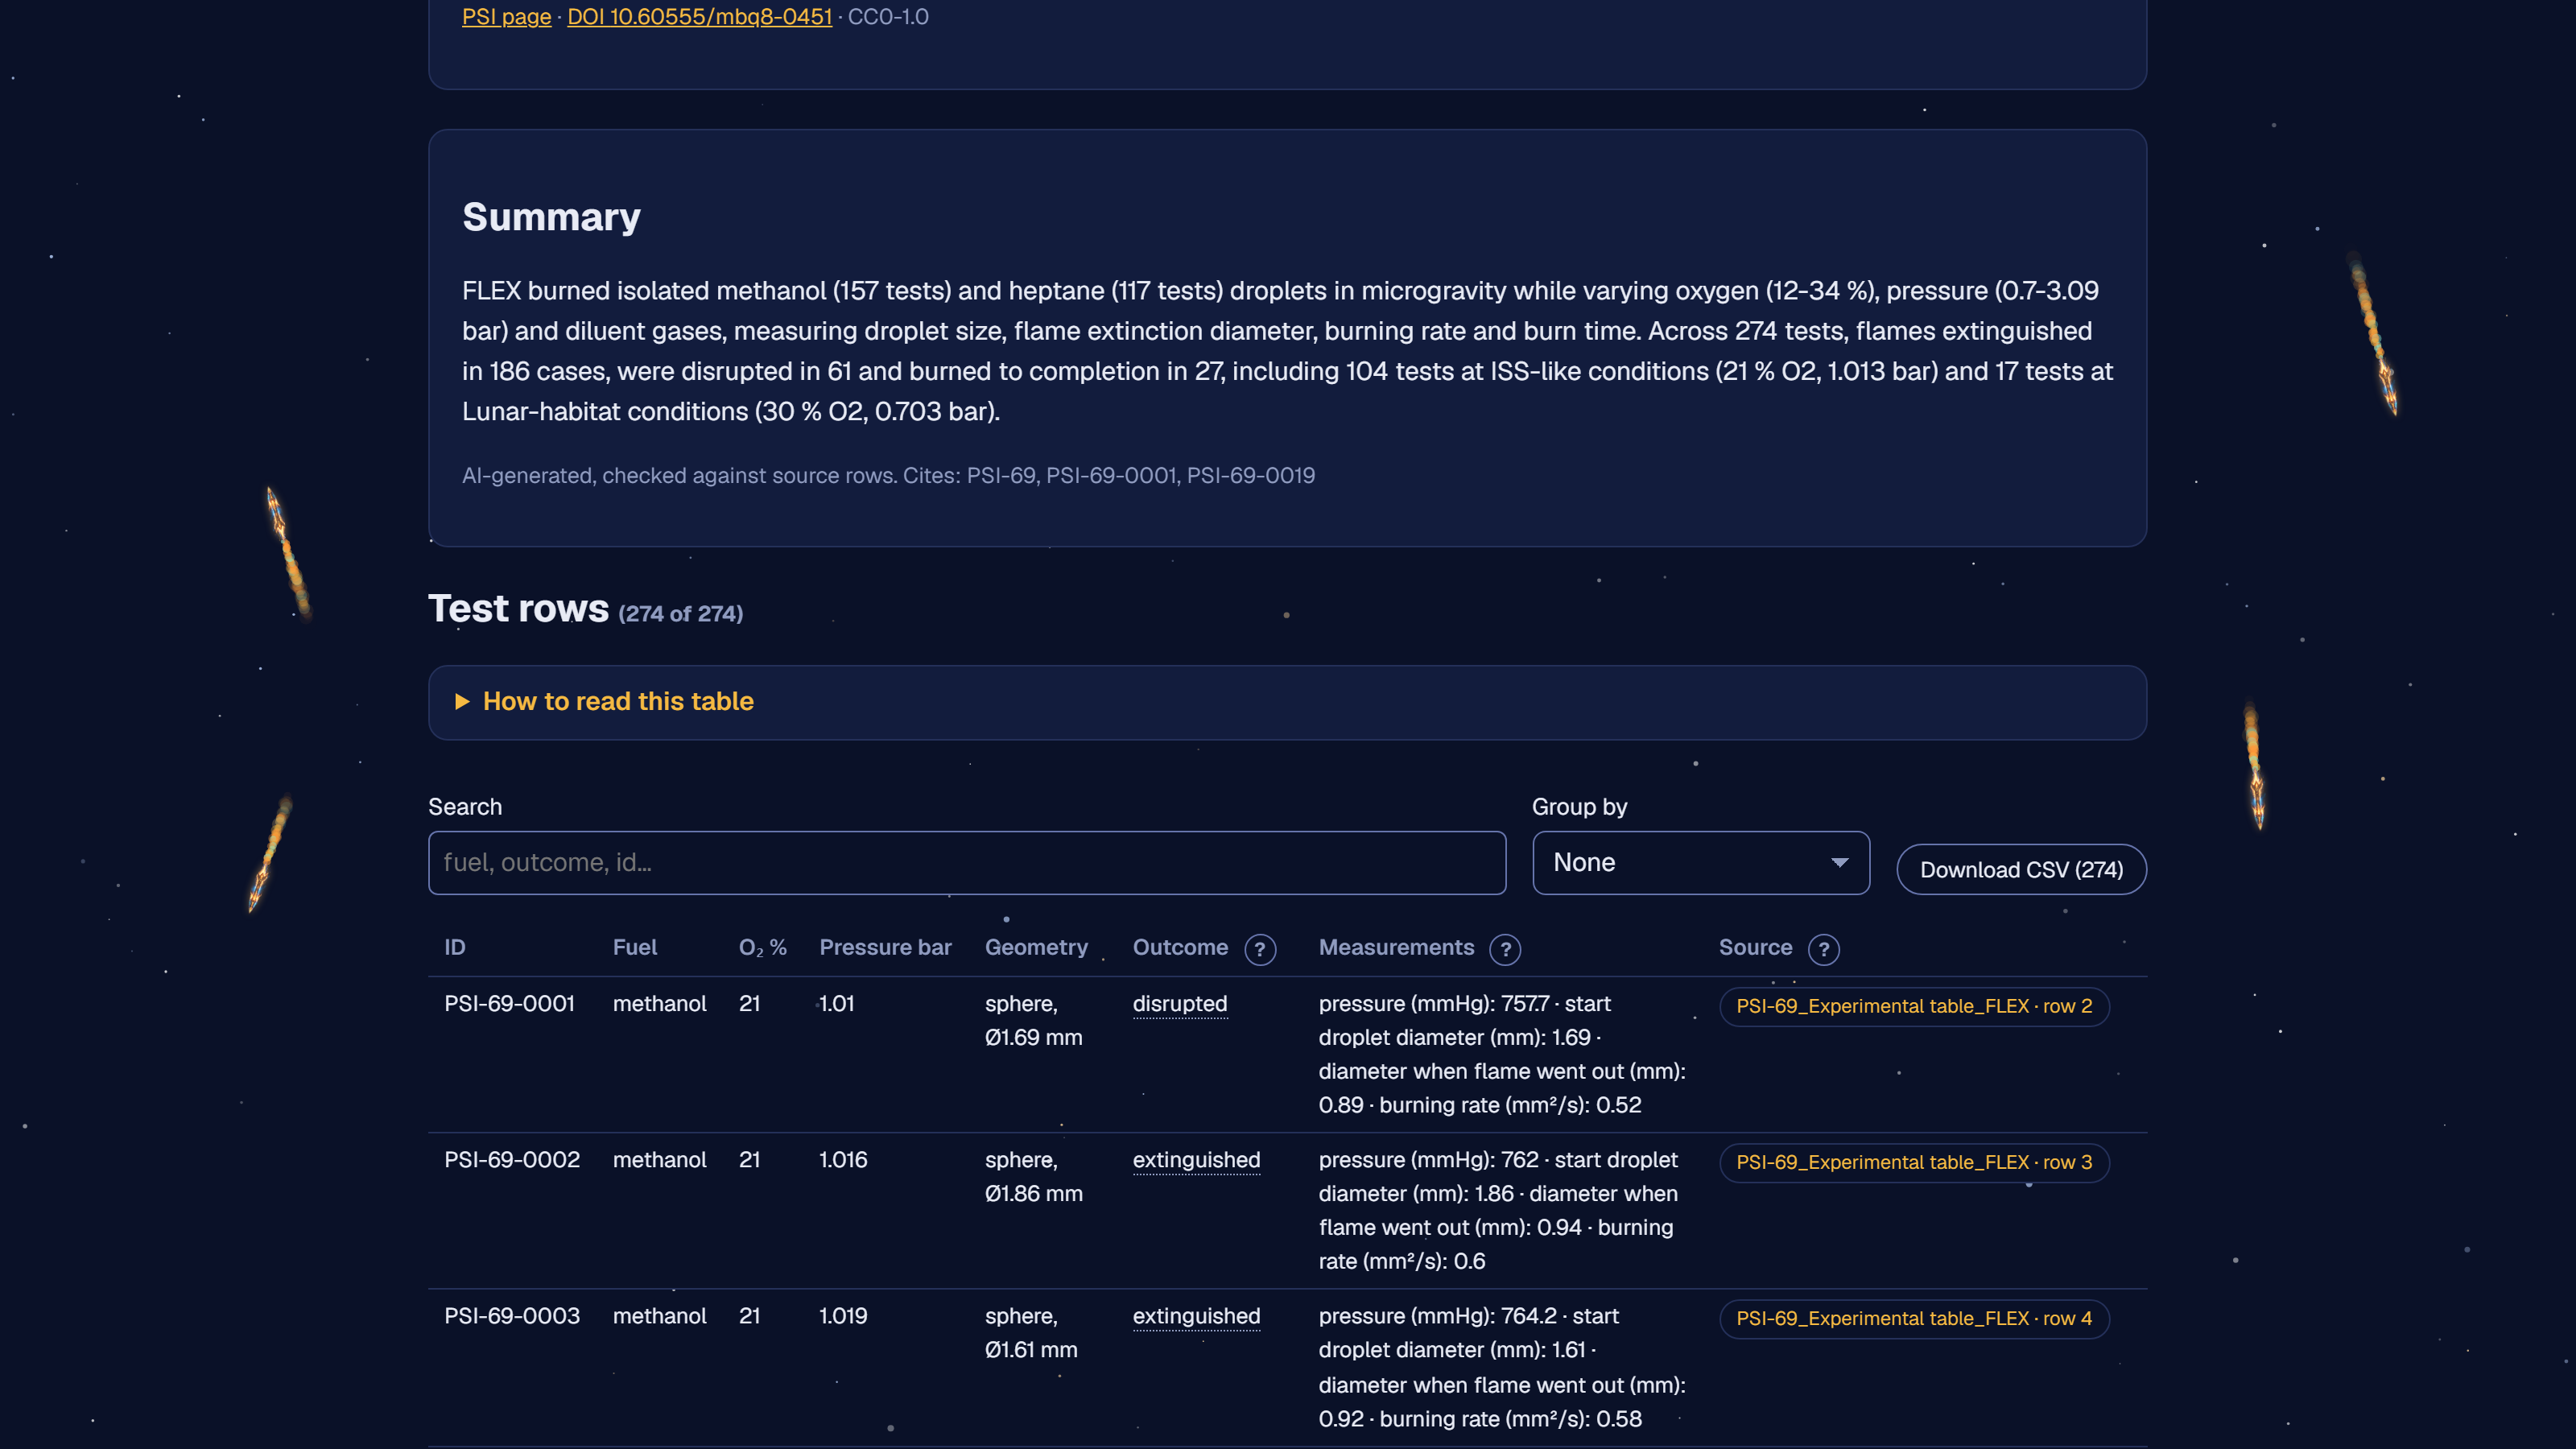 PSI page · DOI 10.60555/mbq8-0451 · CC0-1.0
Summary
FLEX burned isolated methanol (157 tests) and heptane (117 tests) droplets in microgravity while varying oxygen (12-34 %), pressure (0.7-3.09
bar) and diluent gases, measuring droplet size, flame extinction diameter, burning rate and burn time. Across 274 tests, flames extinguished
in 186 cases, were disrupted in 61 and burned to completion in 27, including 104 tests at ISS-like conditions (21 % O2, 1.013 bar) and 17 tests at
Lunar-habitat conditions (30 % O2, 0.703 bar).
AI-generated, checked against source rows. Cites: PSI-69, PSI-69-0001, PSI-69-0019
Test rows (274 of 274)
▶ How to read this table
Search
Group by
fuel, outcome, id...
None
Download CSV (274)
ID Fuel O₂ % Pressure bar Geometry Outcome ? Measurements ? Source ?
PSI-69-0001 methanol 21 1.01 sphere, disrupted pressure (mmHg): 757.7 · start PSI-69_Experimental table_FLEX · row 2
Ø1.69 mm droplet diameter (mm): 1.69 ·
diameter when flame went out (mm):
0.89 · burning rate (mm²/s): 0.52
PSI-69-0002 methanol 21 1.016 sphere, extinguished pressure (mmHg): 762 · start droplet PSI-69_Experimental table_FLEX · row 3
Ø1.86 mm diameter (mm): 1.86 · diameter when
flame went out (mm): 0.94 · burning
rate (mm²/s): 0.6
PSI-69-0003 methanol 21 1.019 sphere, extinguished pressure (mmHg): 764.2 · start PSI-69_Experimental table_FLEX · row 4
Ø1.61 mm droplet diameter (mm): 1.61 ·
diameter when flame went out (mm):
0.92 · burning rate (mm²/s): 0.58